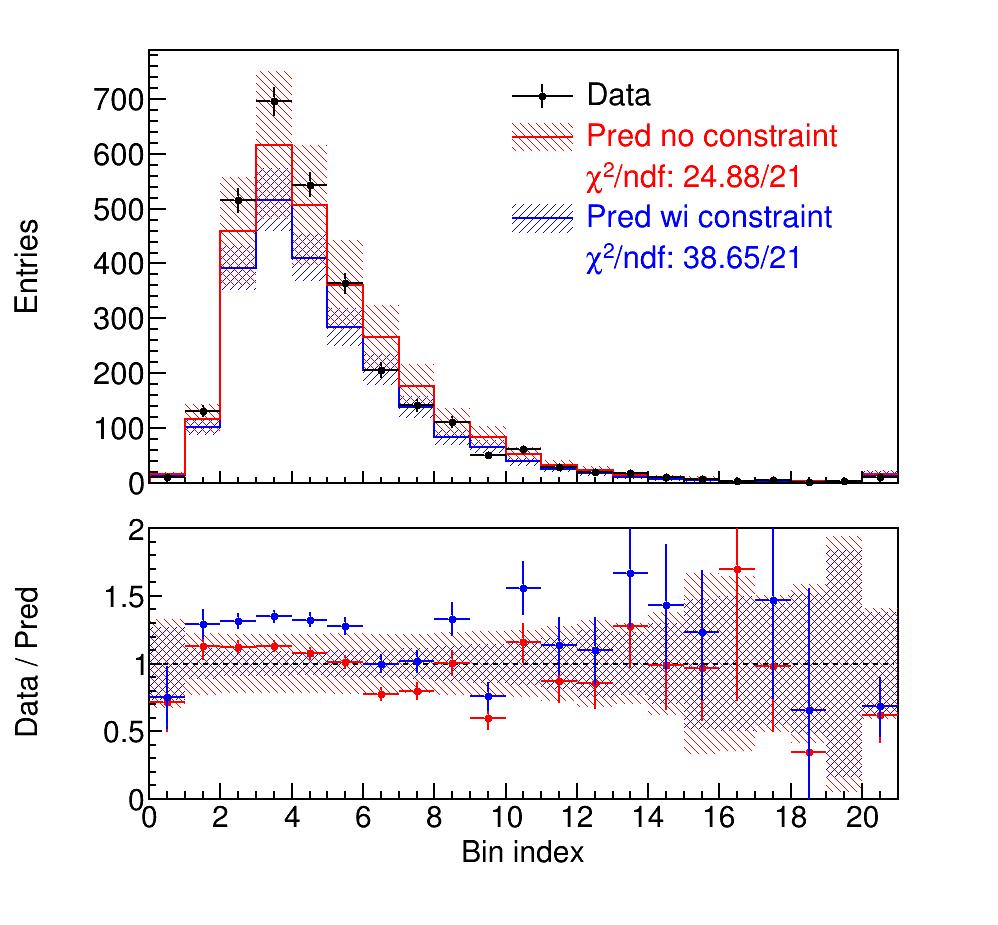 Entries
700
600
500
400
300
200
100
0
Data
Pred no constraint
χ²/ndf: 24.88/21
Pred wi constraint
χ²/ndf: 38.65/21
Data / Pred
2
1.5
1
0.5
0
0 2 4 6 8 10 12 14 16 18 20
Bin index